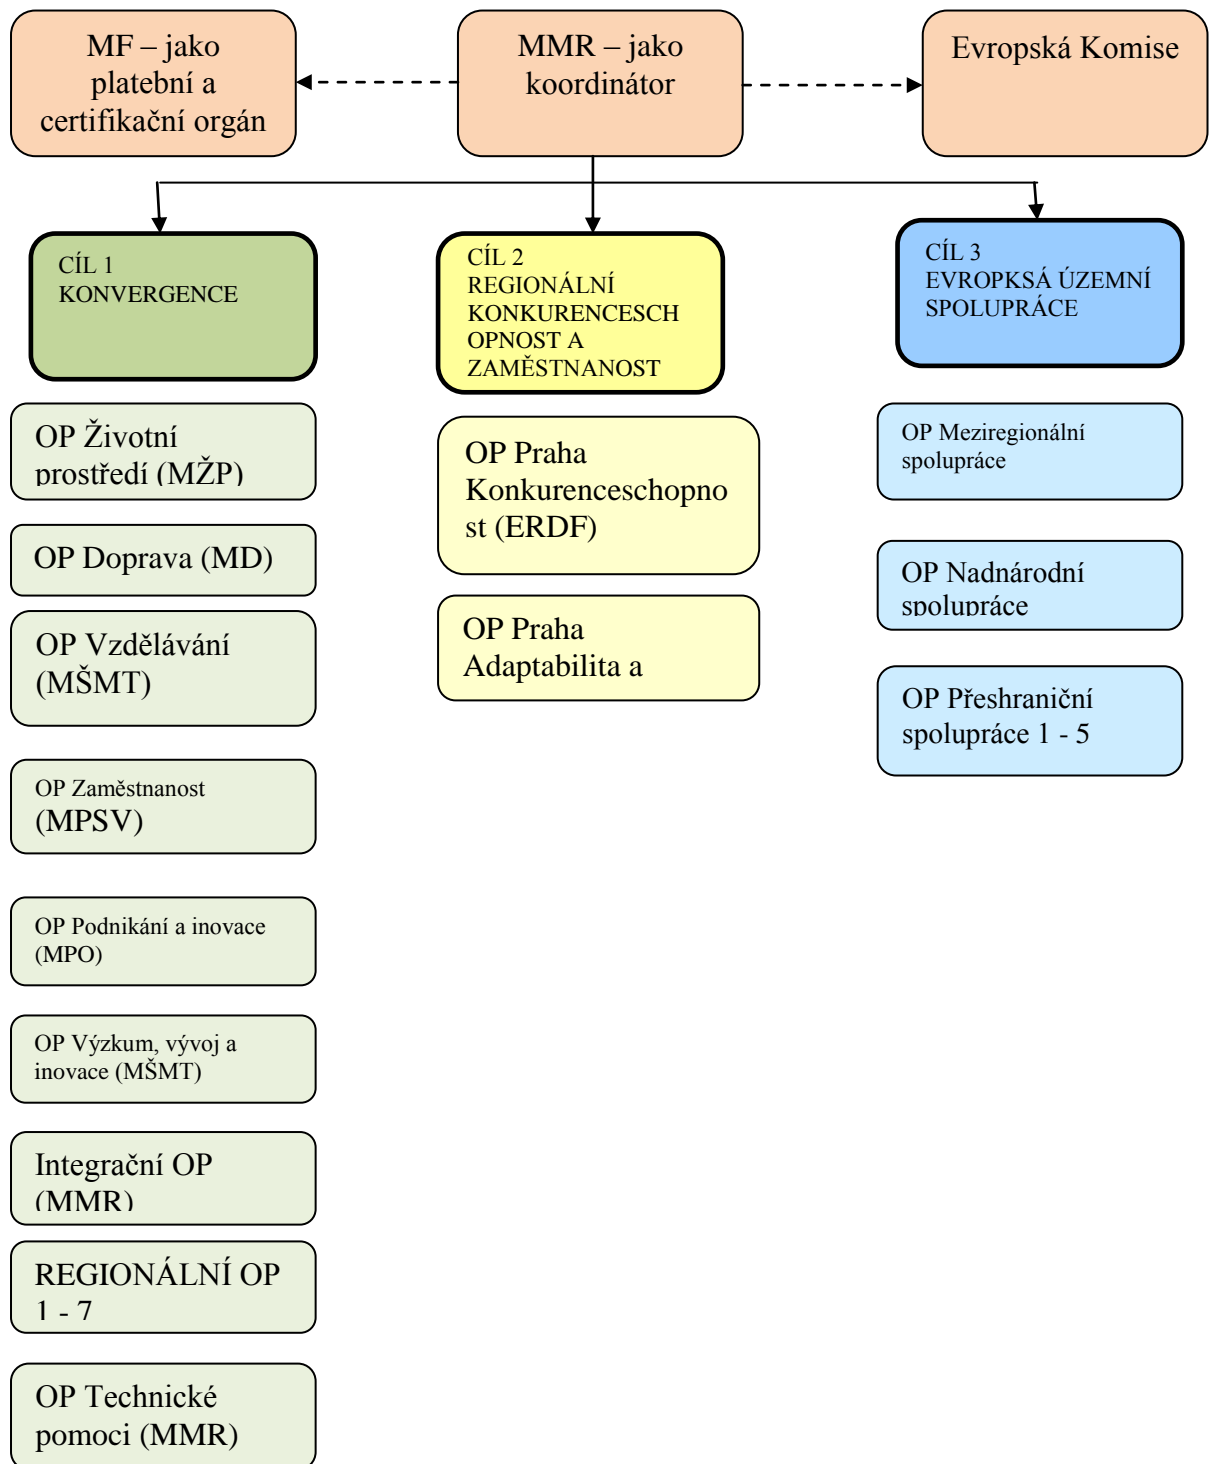 MF – jako
platební a
certifikační orgán
MMR – jako
koordinátor
Evropská Komise
CÍL 1
KONVERGENCE
CÍL 2
REGIONÁLNÍ
KONKURENCESCH
OPNOST A
ZAMĚSTNANOST
CÍL 3
EVROPKSÁ ÚZEMNÍ
SPOLUPRÁCE
OP Životní
prostředí (MŽP)
OP Doprava (MD)
OP Vzdělávání
(MŠMT)
OP Zaměstnanost
(MPSV)
OP Podnikání a inovace
(MPO)
OP Výzkum, vývoj a
inovace (MŠMT)
Integrační OP
(MMR)
REGIONÁLNÍ OP
1 - 7
OP Technické
pomoci (MMR)
OP Praha
Konkurenceschopno
st (ERDF)
OP Praha
Adaptabilita a
OP Meziregionální
spolupráce
OP Nadnárodní
spolupráce
OP Přeshraniční
spolupráce 1 - 5